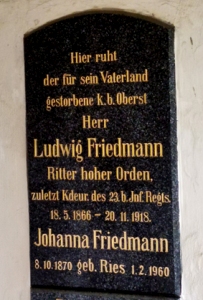 Hier ruht
der für sein Vaterland
gestorbene k.b. Oberst
Herr
Ludwig Friedmann
Ritter hoher Orden,
zuletzt Kdeur. des 23.b. Inf. Regts.
18.5.1866 – 20.11.1918.
Johanna Friedmann
8.10.1870 geb. Ries 1.2.1960